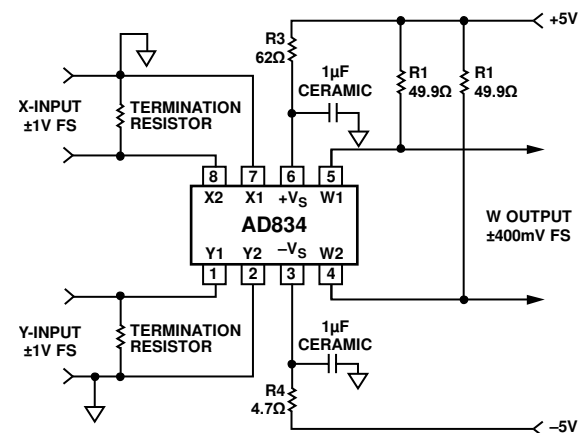 +5V
R3
62Ω
1µF
CERAMIC
R1
49.9Ω
R1
49.9Ω
X-INPUT
±1V FS
TERMINATION
RESISTOR
8 7 6 5
X2 X1 +VS W1
AD834
Y1 Y2 –VS W2
1 2 3 4
W OUTPUT
±400mV FS
Y-INPUT
±1V FS
TERMINATION
RESISTOR
1µF
CERAMIC
R4
4.7Ω
–5V